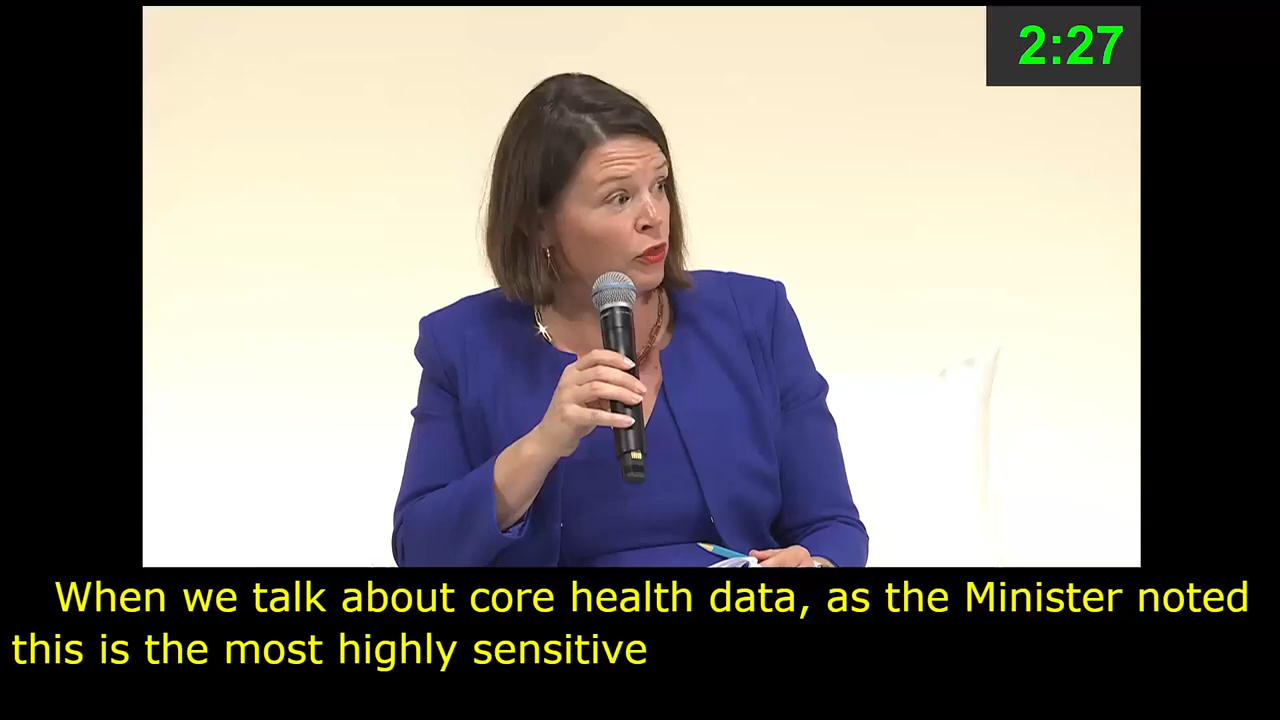 2:27
When we talk about core health data, as the Minister noted
this is the most highly sensitive